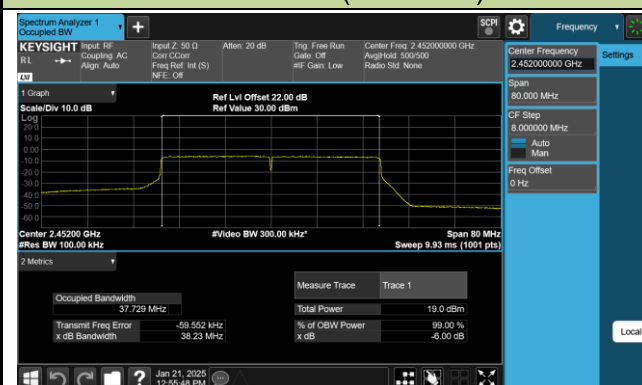 Spectrum Analyzer 1
Occupied BW
SCPI
Frequency
KEYSIGHT
Input: RF
Coupling: AC
Align: Auto
Input Z: 50 Ω
Corr CCorr
Freq Ref: Int (S)
NFE: Off
Atten: 20 dB
Trig: Free Run
Gate: Off
#IF Gain: Low
Center Freq: 2.452000000 GHz
Avg|Hold: 500/500
Radio Std: None
RL
LXI
Center Frequency
2.452000000 GHz
Settings
Span
80.000 MHz
CF Step
8.000000 MHz
Auto
Man
Freq Offset
0 Hz
Local
1 Graph
Scale/Div 10.0 dB
Ref Lvl Offset 22.00 dB
Ref Value 30.00 dBm
Log
20.0
10.0
0.00
-10.0
-20.0
-30.0
-40.0
-50.0
-60.0
Center 2.45200 GHz
#Video BW 300.00 kHz*
Span 80 MHz
#Res BW 100.00 kHz
Sweep 9.93 ms (1001 pts)
2 Metrics
Measure Trace Trace 1
Occupied Bandwidth
37.729 MHz
Total Power 19.0 dBm
Transmit Freq Error -59.552 kHz
% of OBW Power 99.00 %
x dB Bandwidth 38.23 MHz
x dB -6.00 dB
?
Jan 21, 2025
12:55:48 PM